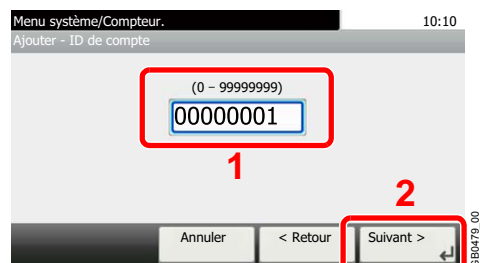 Menu système/Compteur. 10:10
Ajouter - ID de compte
(0 - 99999999)
00000001
1
2
Annuler < Retour Suivant >
GB0479_00